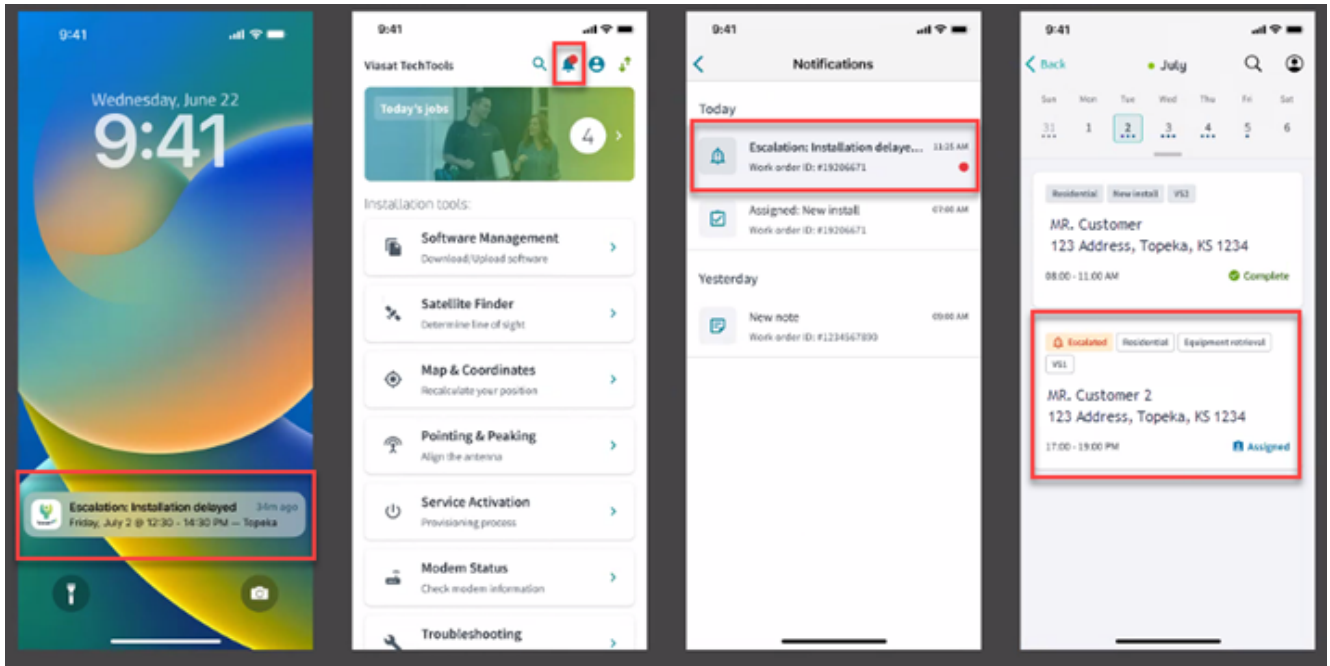 9:41
Wednesday, June 22
9:41
Escalation: Installation delayed 34m ago
Friday, July 2 @ 12:30 - 14:30 PM — Topeka
9:41
Viasat TechTools
Today's jobs
4
Installation tools:
Software Management
Download/Upload software
Satellite Finder
Determine line of sight
Map & Coordinates
Recalculate your position
Pointing & Peaking
Align the antenna
Service Activation
Provisioning process
Modem Status
Check modem information
Troubleshooting
9:41
Notifications
Today
Escalation: Installation delaye... 11:15 AM
Work order ID: #19206671
Assigned: New install 07:00 AM
Work order ID: #19206671
Yesterday
New note 09:00 AM
Work order ID: #1234567890
9:41
Back July
Sun Mon Tue Wed Thu Fri Sat
31 1 2 3 4 5 6
Residential New install VS2
MR. Customer
123 Address, Topeka, KS 1234
08:00 - 11:00 AM Complete
Escalated Residential Equipment retrieval
VS1
MR. Customer 2
123 Address, Topeka, KS 1234
17:00 - 19:00 PM Assigned